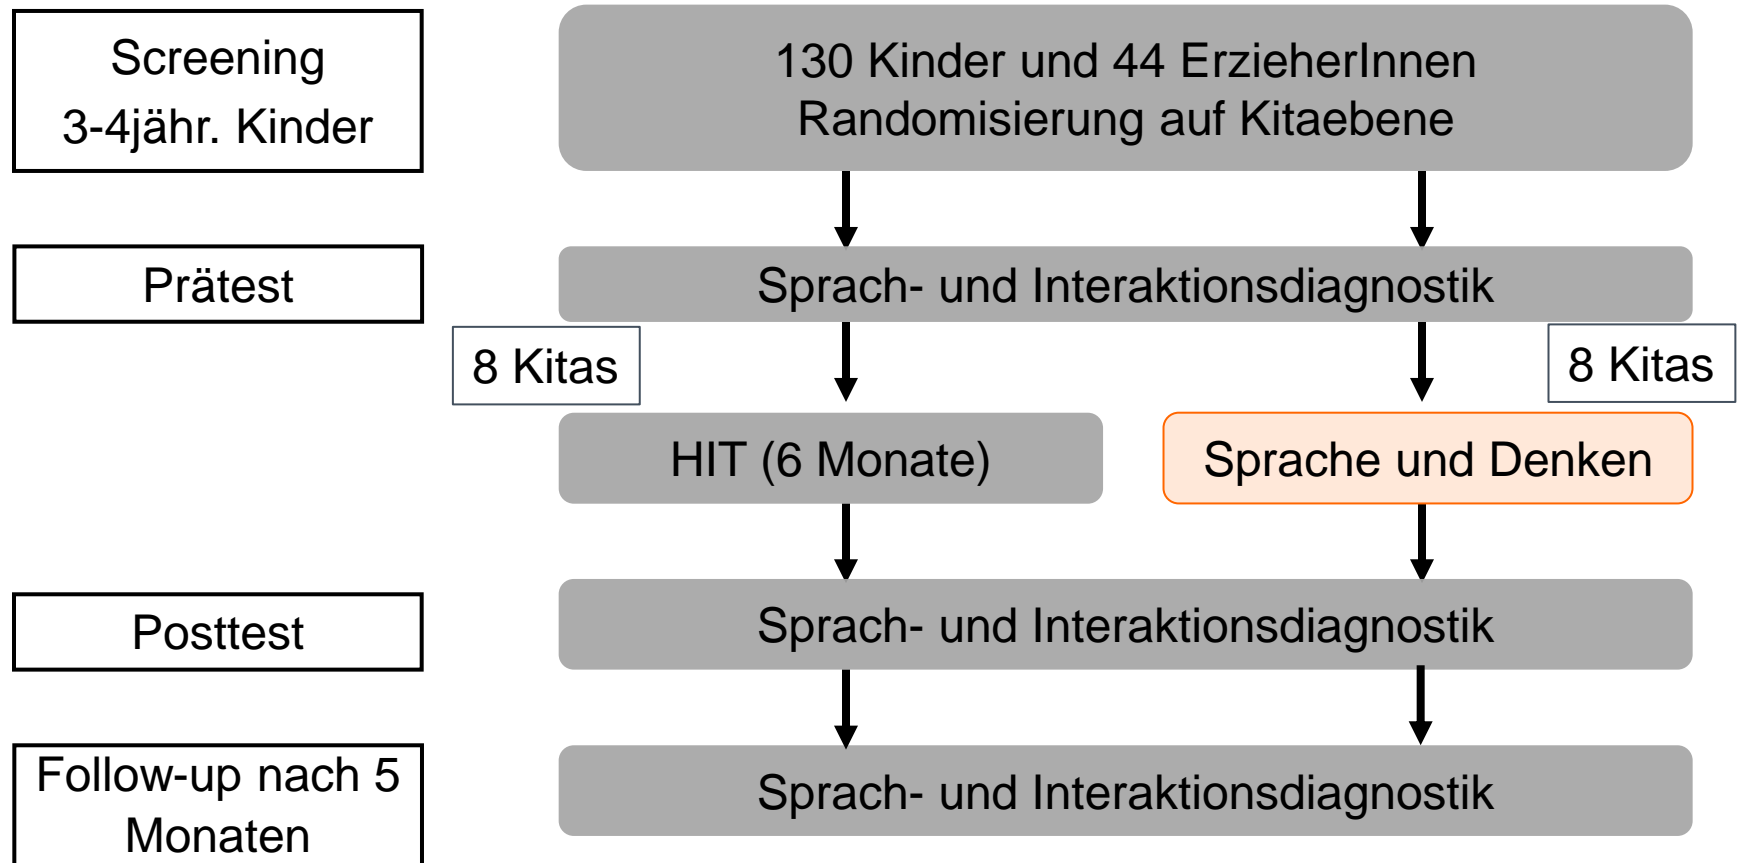 Screening
3-4jähr. Kinder
130 Kinder und 44 ErzieherInnen
Randomisierung auf Kitaebene
Prätest
Sprach- und Interaktionsdiagnostik
8 Kitas
8 Kitas
HIT (6 Monate)
Sprache und Denken
Posttest
Sprach- und Interaktionsdiagnostik
Follow-up nach 5
Monaten
Sprach- und Interaktionsdiagnostik